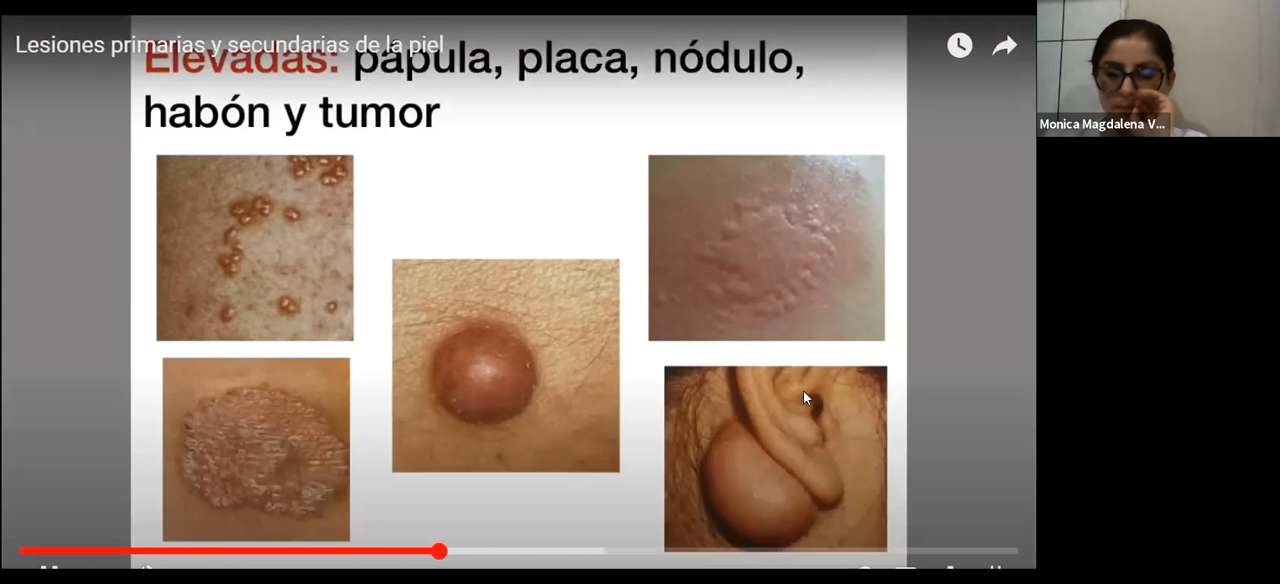 Lesiones primarias y secundarias de la piel
Elevadas: pápula, placa, nódulo,
habón y tumor
Monica Magdalena V...